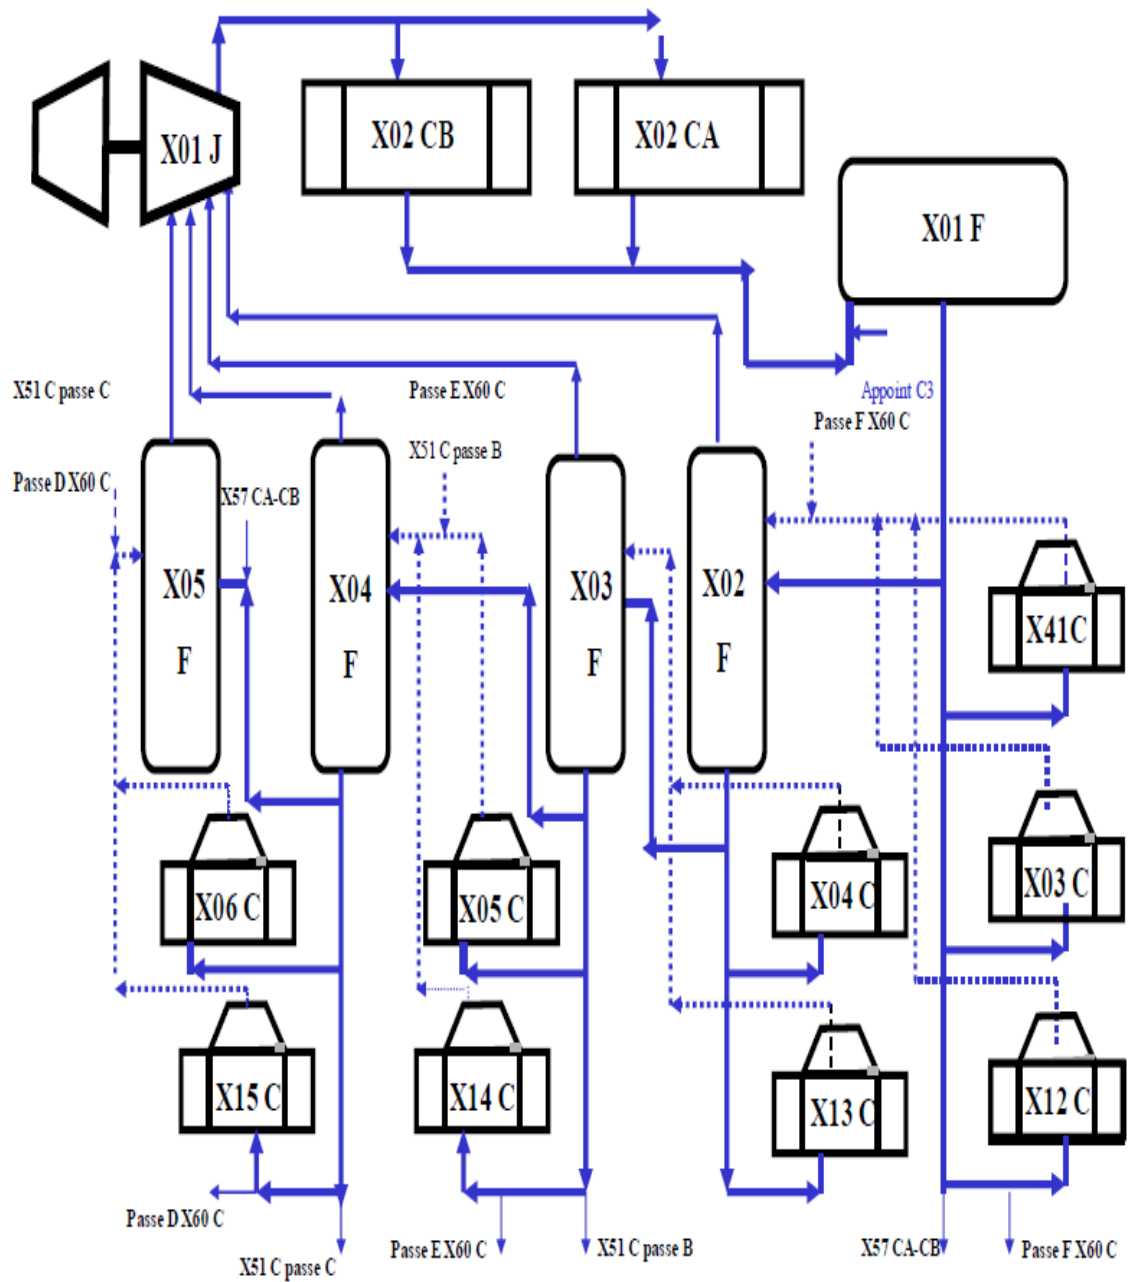 X01 J
X02 CB
X02 CA
X01 F
X51 C passe C
Passe E X60 C
Appoint C3
Passe F X60 C
X51 C passe B
Passe D X60 C
X57 CA-CB
X05
F
X04
F
X03
F
X02
F
X41C
X06 C
X05 C
X04 C
X03 C
X15 C
X14 C
X13 C
X12 C
Passe D X60 C
X51 C passe C
Passe E X60 C
X51 C passe B
X57 CA-CB
Passe F X60 C